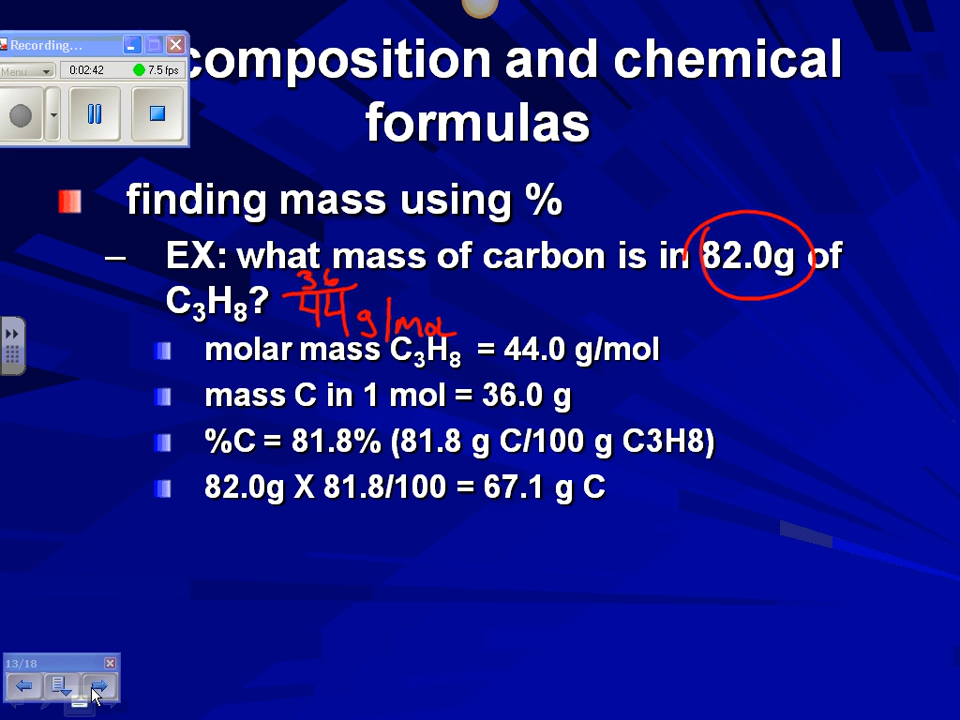 Recording...
Menu
0:02:42
7.5 fps
composition and chemical
formulas
finding mass using %
– EX: what mass of carbon is in 82.0g of
C₃H₈?
36
44 g/mol
molar mass C₃H₈ = 44.0 g/mol
mass C in 1 mol = 36.0 g
%C = 81.8% (81.8 g C/100 g C3H8)
82.0g X 81.8/100 = 67.1 g C
13/18